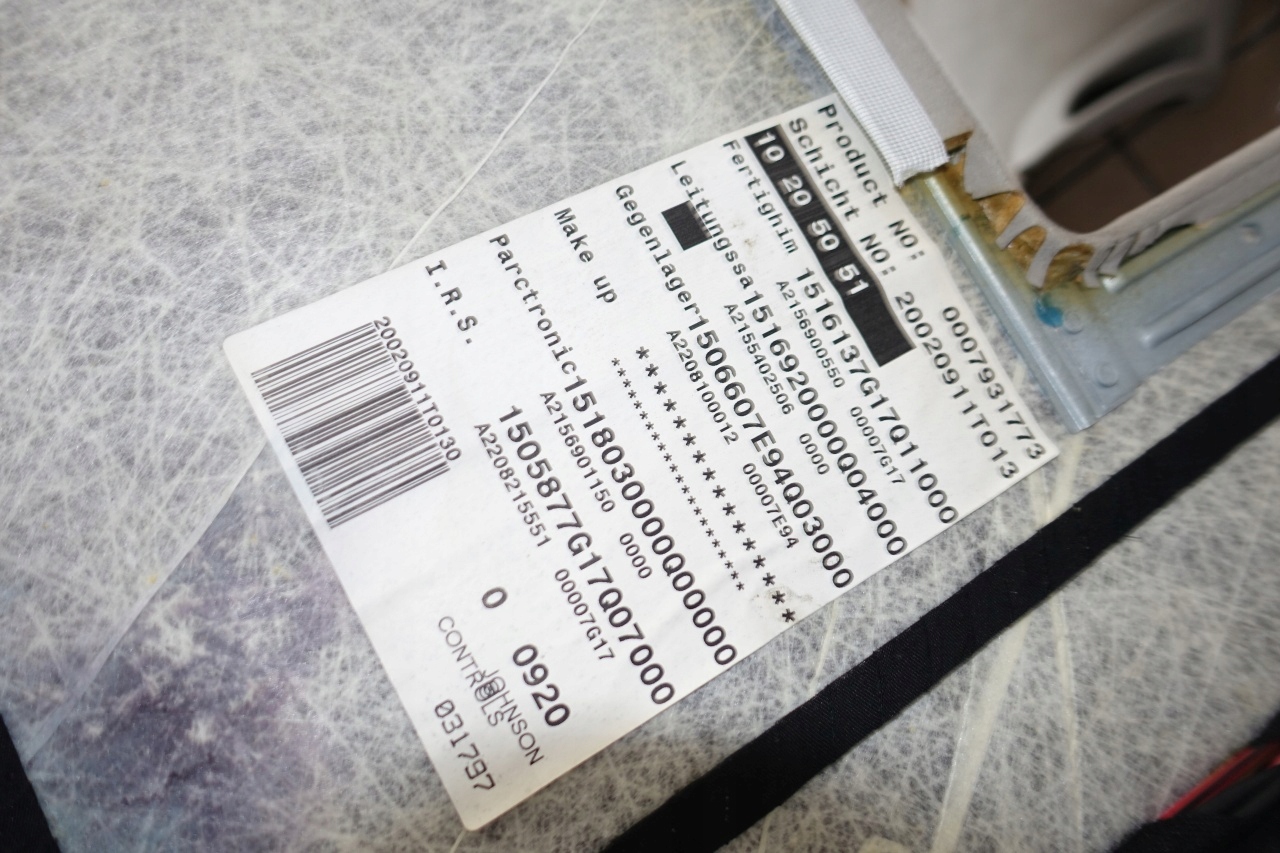 Product NO: 0007931773
Schicht NO: 20020911T013
10 20 50 51
Fertighim 1516137G17Q11000
A2156900550 00007G17
Leitungssa1516920000Q04000
A2155402506 0000
Gegenlager1506607E94Q03000
A2208100012 00007E94
Make up **************
********************
Parctronic1518030000Q00000
A2156901150 0000
I.R.S. 1505877G17Q07000
A2208215551 00007G17
20020911T0130
0 0920
JOHNSON
CONTROLS
031797